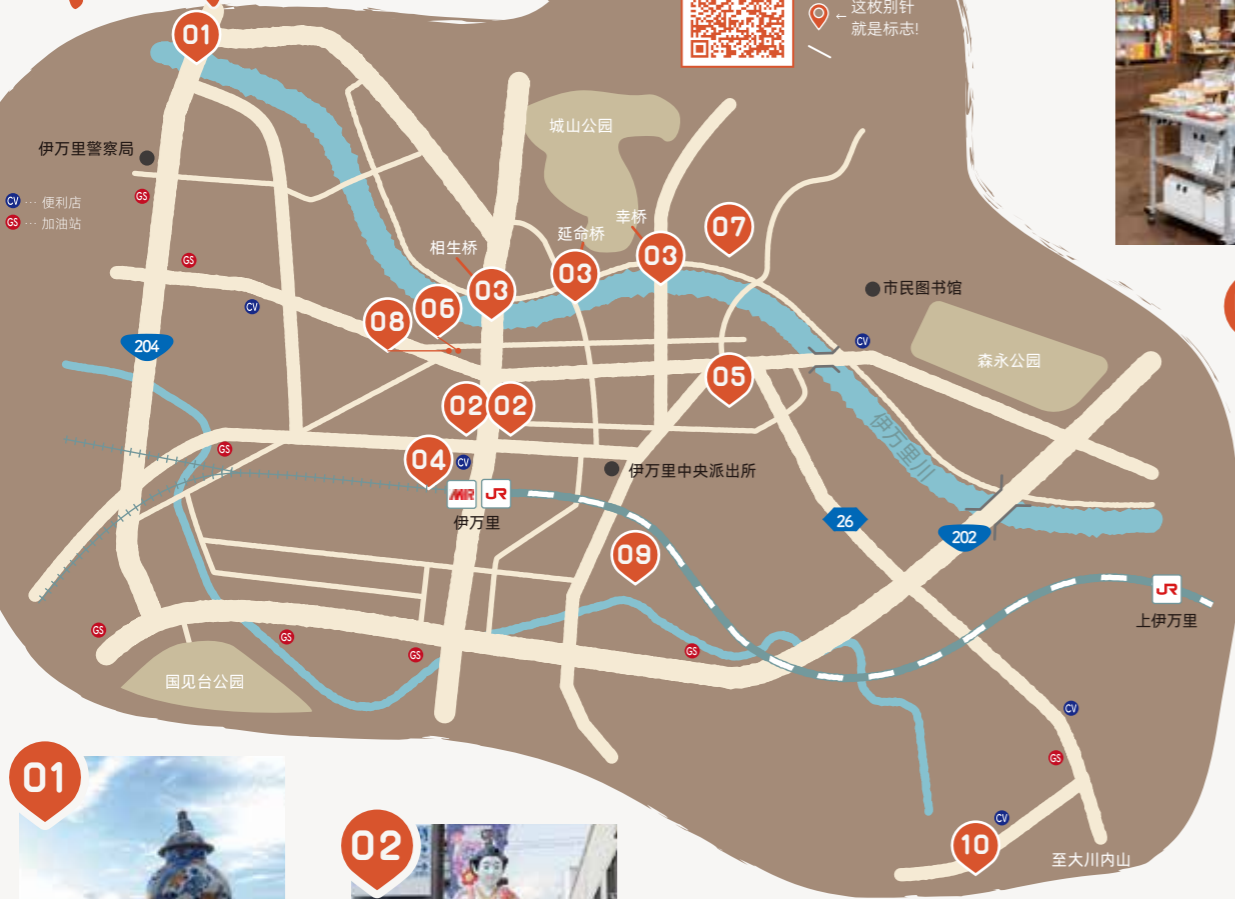 这枚别针
←就是标志!
01
城山公园
伊万里警察局
CV ··· 便利店
GS ··· 加油站
GS
GS
CV
204
相生桥
延命桥
幸桥
03
03
03
07
06
08
市民图书馆
CV
森永公园
05
02
02
伊万里川
GS
04
CV
MR
JR
伊万里
伊万里中央派出所
26
202
09
JR
上伊万里
GS
GS
GS
GS
国见台公园
CV
GS
CV
10
至大川内山
01
02